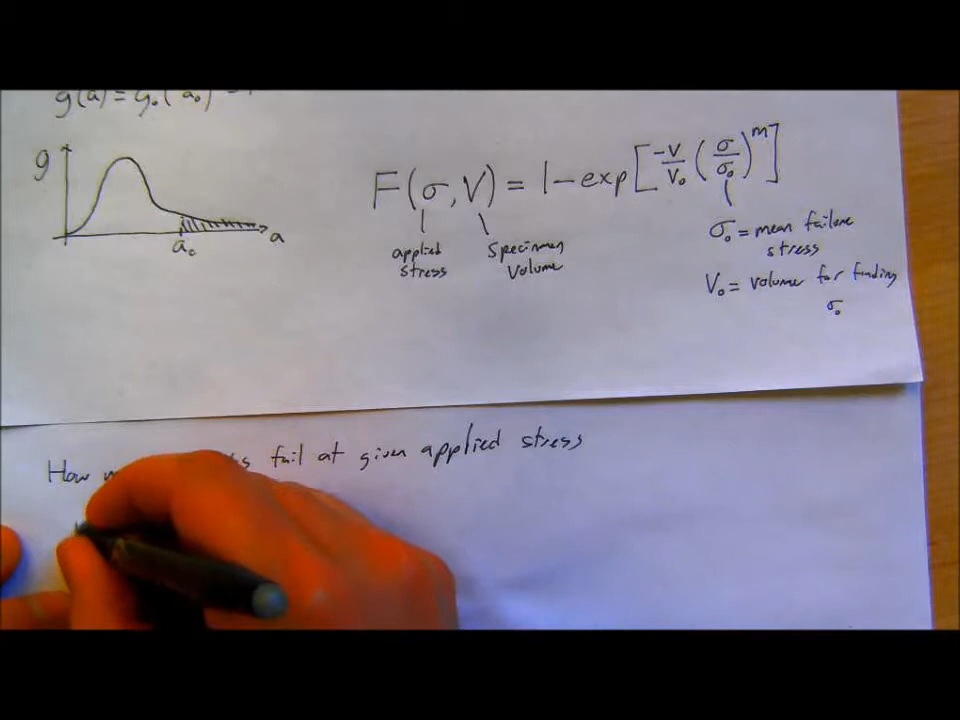 g(a) = g₀(a₀)
g
a
a꜀
F(σ, V) = 1 - exp[-V/V₀ (σ/σ₀)^m]
applied stress
Specimen Volume
σ₀ = mean failure stress
V₀ = volume for finding σ₀
How fail at given applied stress